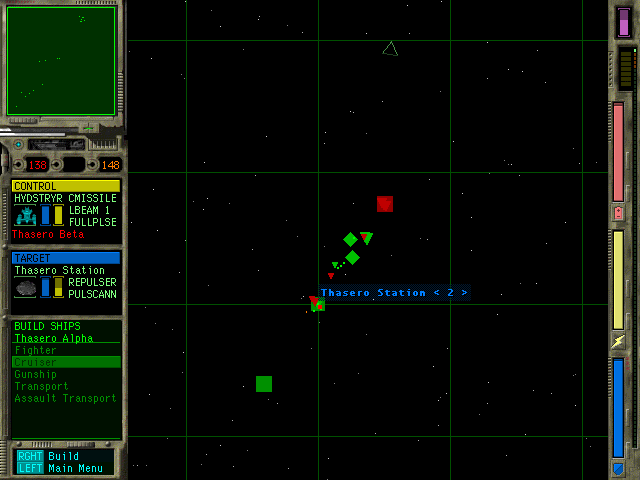 138 148
CONTROL
HVDSTRYR CMISSILE
LBEAM 1
FULLPLSE
Thasero Beta
TARGET
Thasero Station
REPULSER
PULSCANN
BUILD SHIPS
Thasero Alpha
Fighter
Cruiser
Gunship
Transport
Assault Transport
RGHT Build
LEFT Main Menu
Thasero Station < 2 >